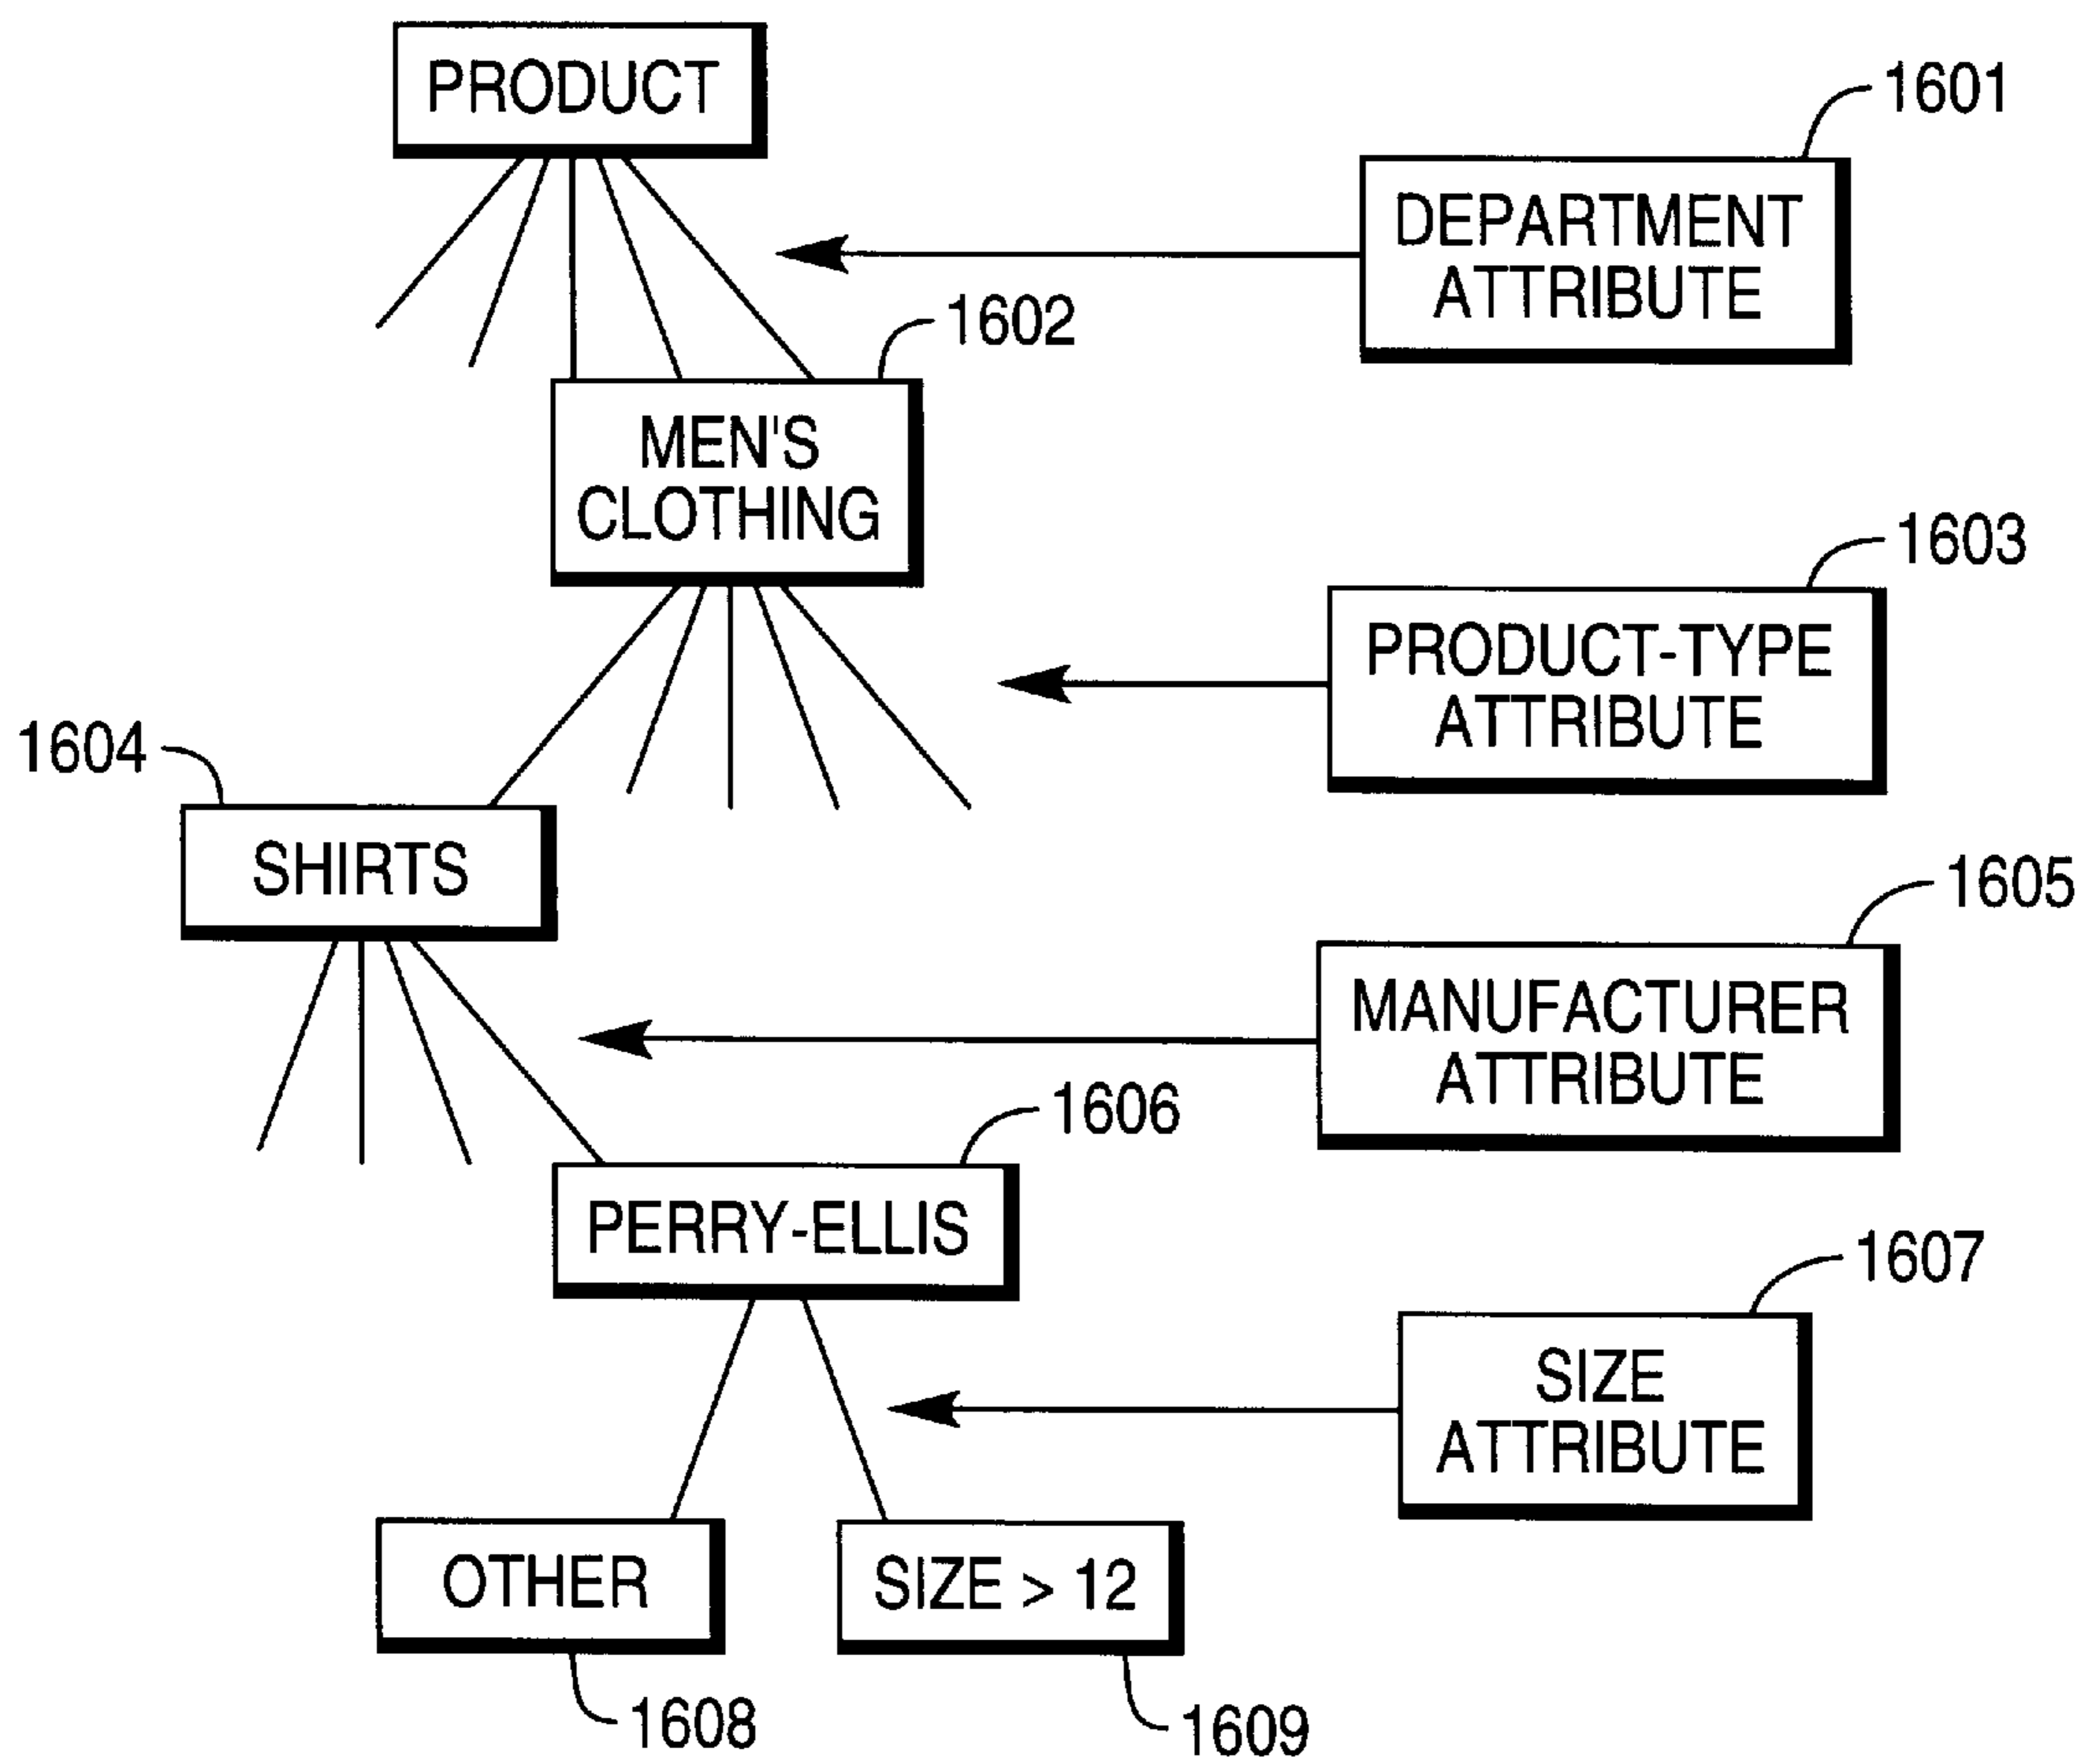 PRODUCT
1601
DEPARTMENT
ATTRIBUTE
1602
MEN'S
CLOTHING
1603
PRODUCT-TYPE
ATTRIBUTE
1604
SHIRTS
1605
MANUFACTURER
ATTRIBUTE
1606
PERRY-ELLIS
1607
SIZE
ATTRIBUTE
OTHER
SIZE > 12
1608
1609